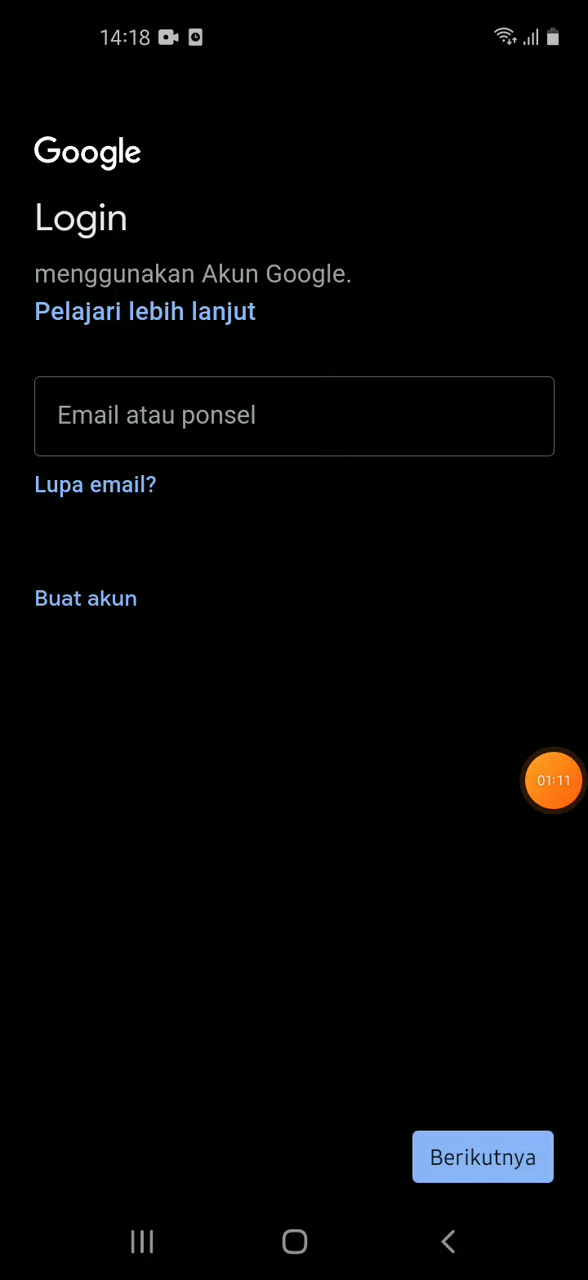 14:18
Google
Login
menggunakan Akun Google.
Pelajari lebih lanjut
Email atau ponsel
Lupa email?
Buat akun
01:11
Berikutnya